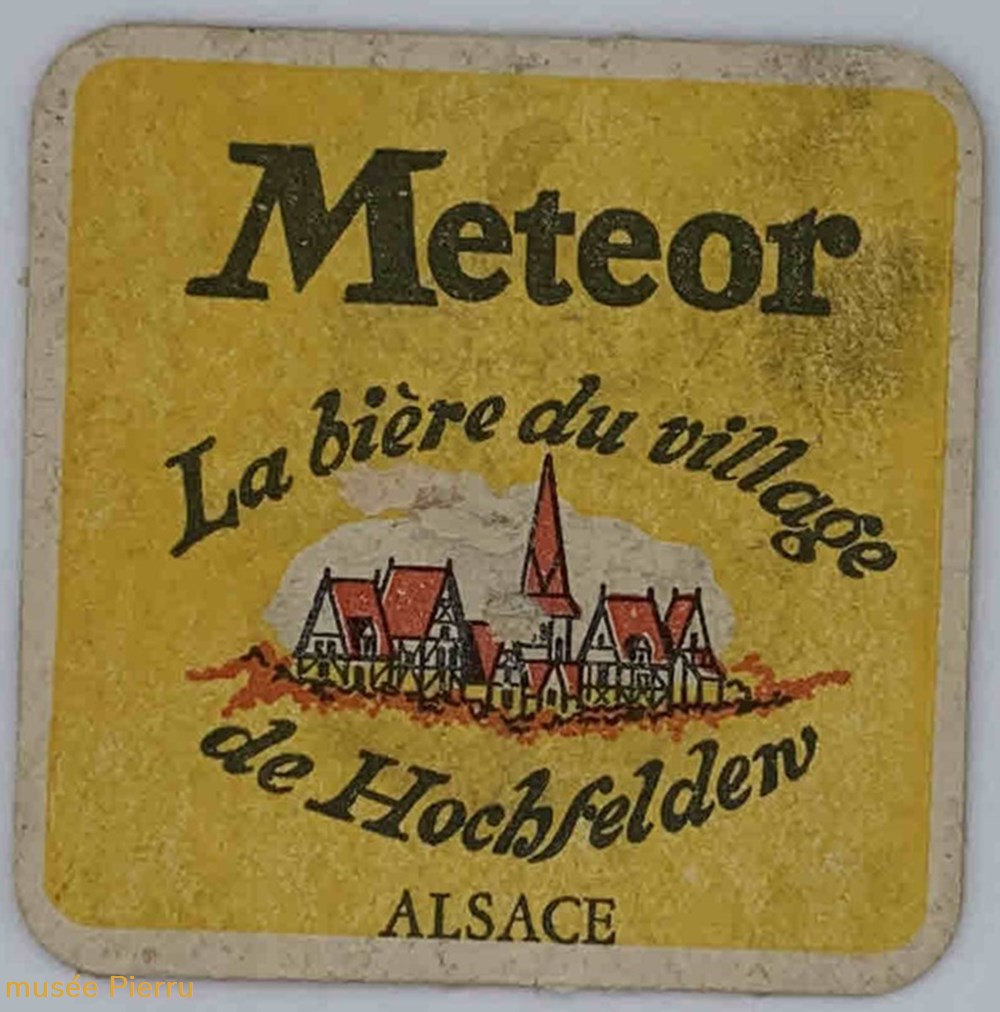 Meteor
La bière du village
de Hochfelden
ALSACE
musée Pierru